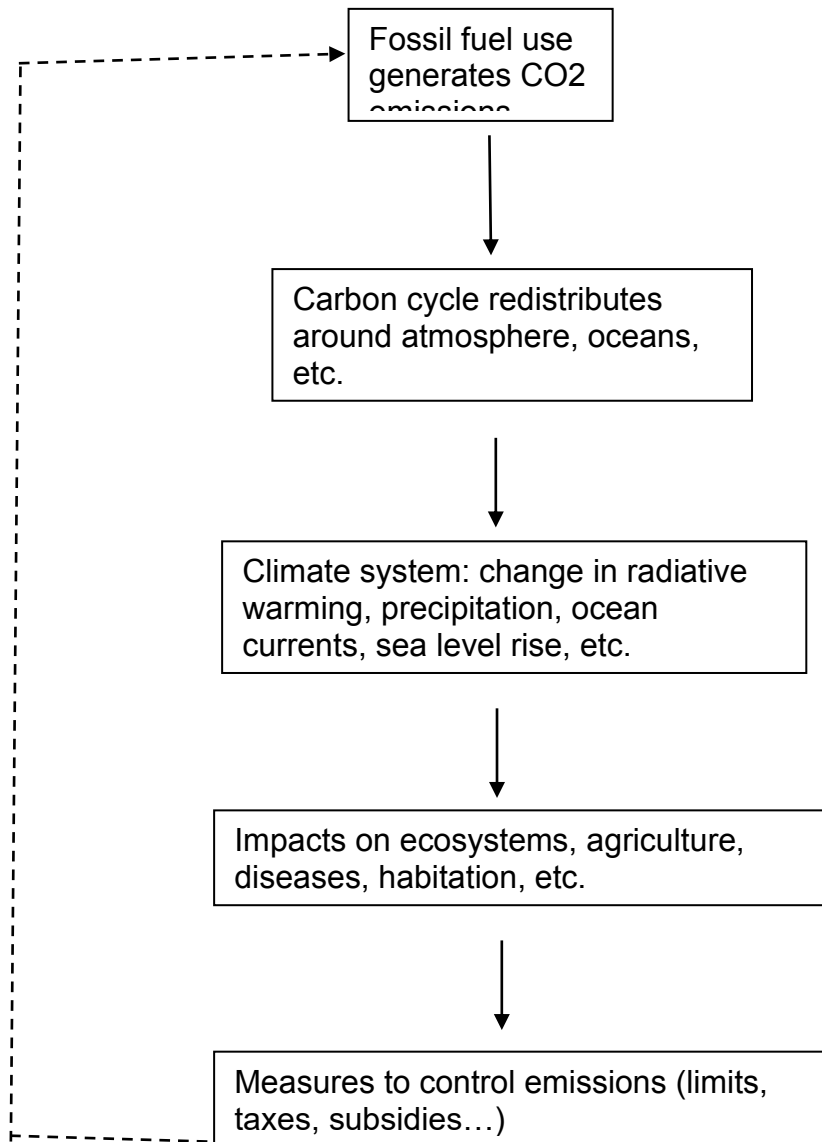 Fossil fuel use
generates CO2
emissions
Carbon cycle redistributes
around atmosphere, oceans,
etc.
Climate system: change in radiative
warming, precipitation, ocean
currents, sea level rise, etc.
Impacts on ecosystems, agriculture,
diseases, habitation, etc.
Measures to control emissions (limits,
taxes, subsidies…)